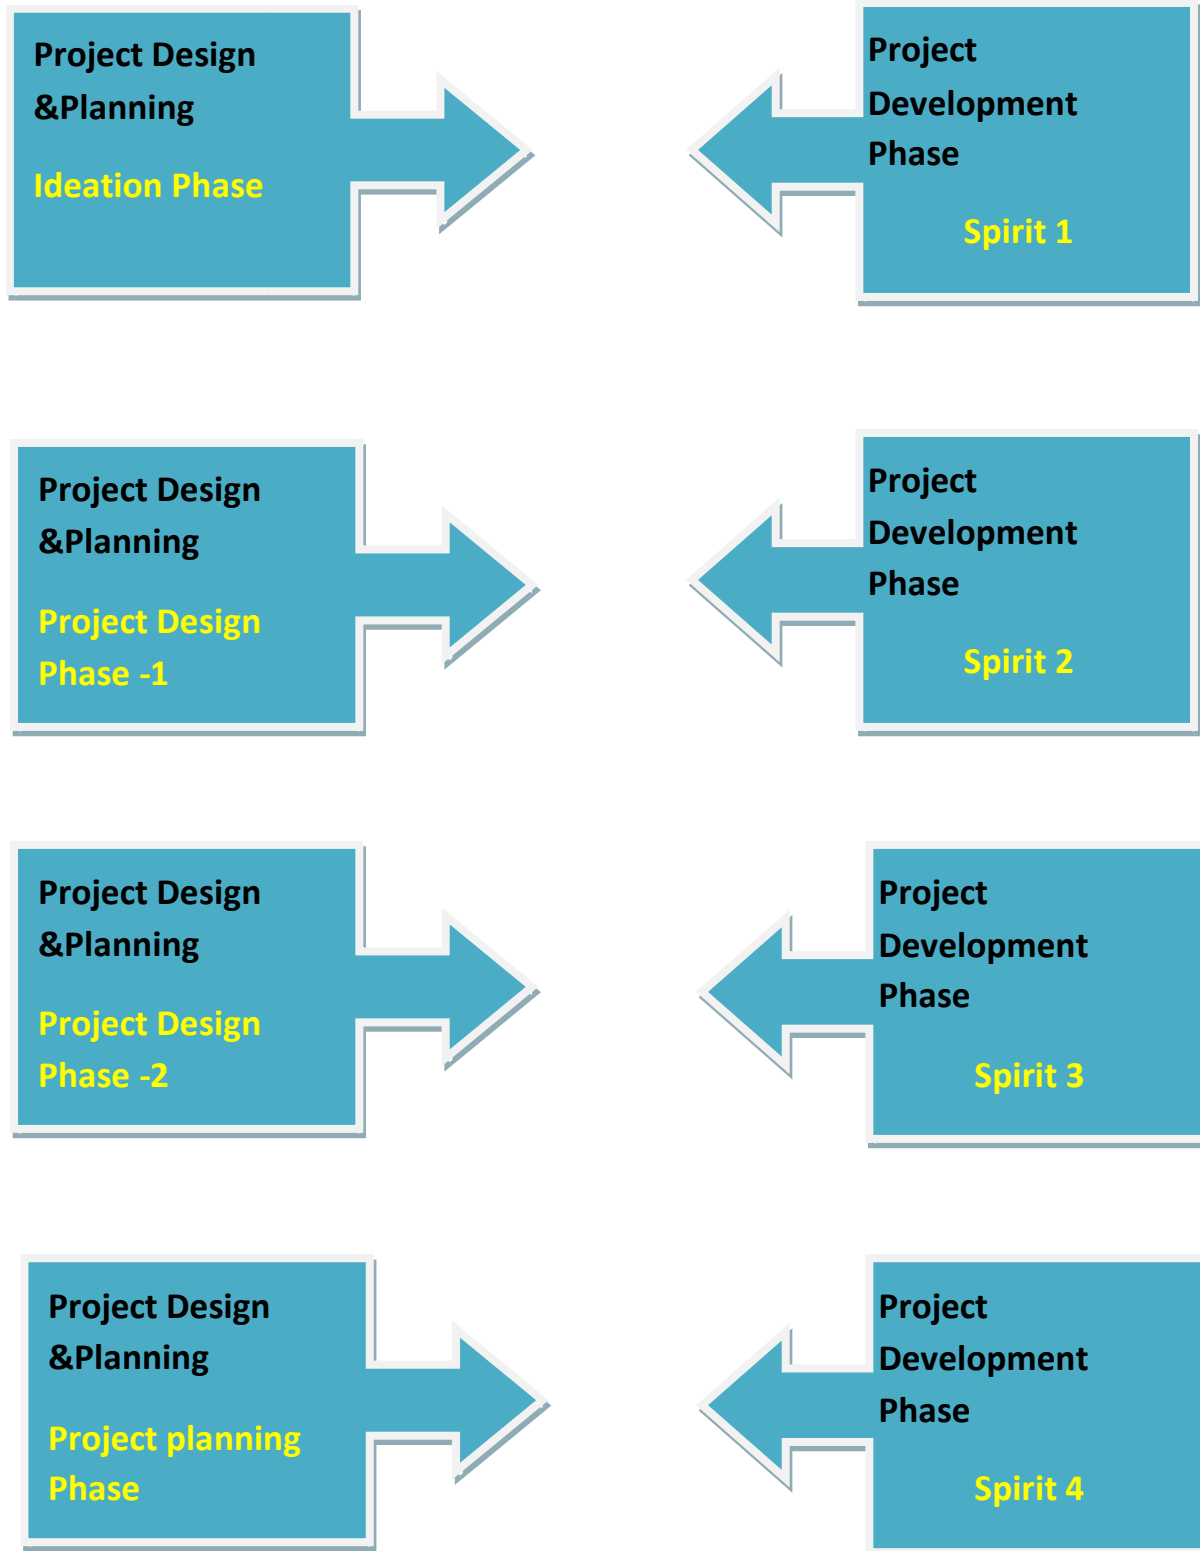 Project Design
&Planning
Ideation Phase
Project
Development
Phase
Spirit 1
Project Design
&Planning
Project Design
Phase -1
Project
Development
Phase
Spirit 2
Project Design
&Planning
Project Design
Phase -2
Project
Development
Phase
Spirit 3
Project Design
&Planning
Project planning
Phase
Project
Development
Phase
Spirit 4